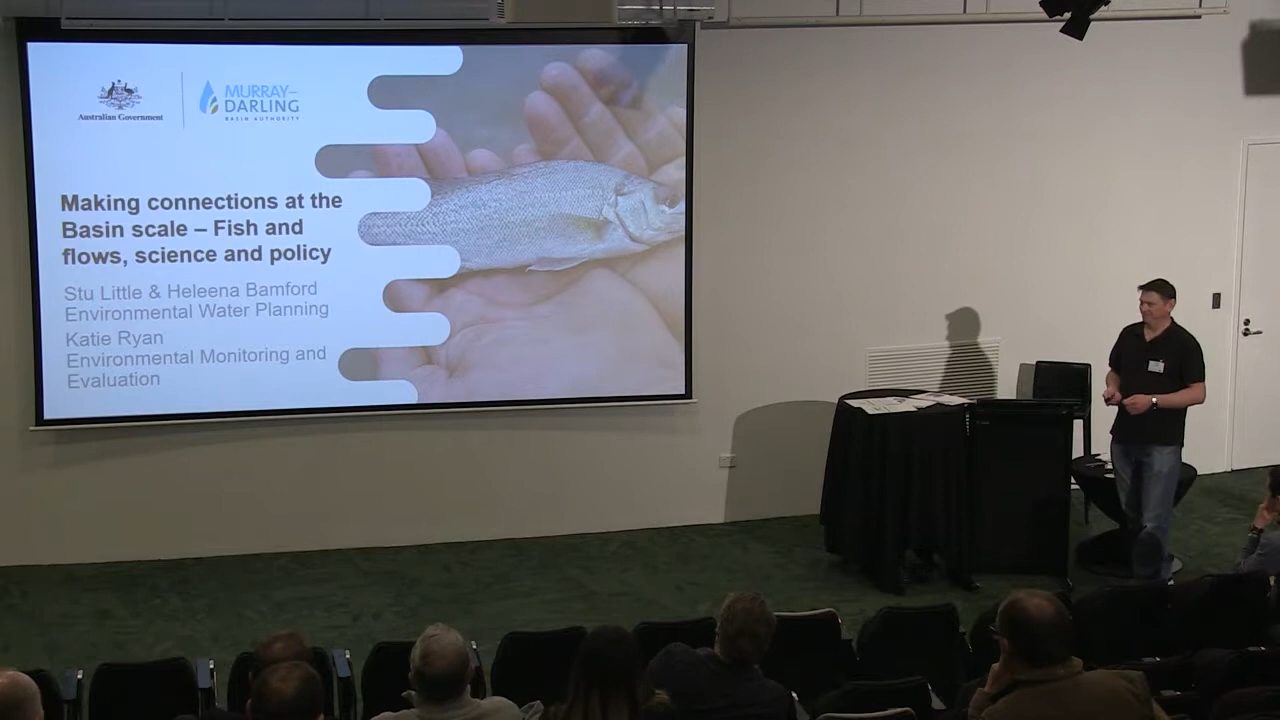 Australian Government
MURRAY–
DARLING
BASIN AUTHORITY
Making connections at the
Basin scale – Fish and
flows, science and policy
Stu Little & Heleena Bamford
Environmental Water Planning
Katie Ryan
Environmental Monitoring and
Evaluation